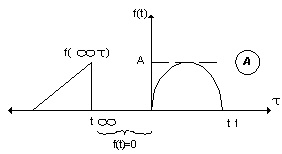 f(t)
f( ∞ τ)
A
A
t ∞
t 1
τ
f(t)=0